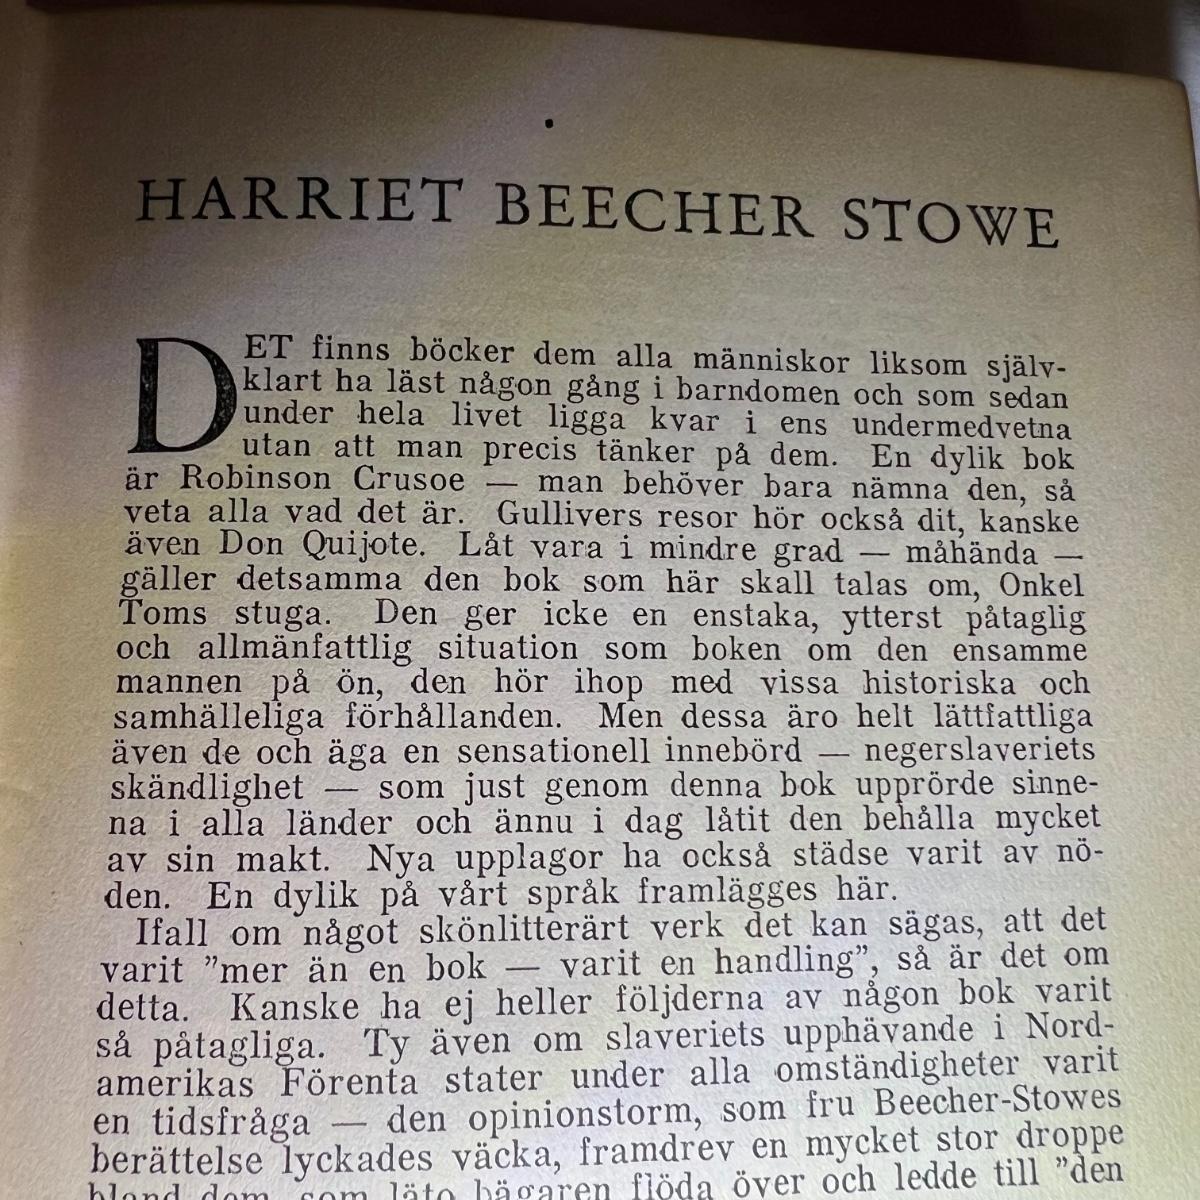 HARRIET BEECHER STOWE
DET finns böcker dem alla människor liksom själv-
klart ha läst någon gång i barndomen och som sedan
under hela livet ligga kvar i ens undermedvetna
utan att man precis tänker på dem. En dylik bok
är Robinson Crusoe — man behöver bara nämna den, så
veta alla vad det är. Gullivers resor hör också dit, kanske
även Don Quijote. Låt vara i mindre grad — måhända —
gäller detsamma den bok som här skall talas om, Onkel
Toms stuga. Den ger icke en enstaka, ytterst påtaglig
och allmänfattlig situation som boken om den ensamme
mannen på ön, den hör ihop med vissa historiska och
samhälleliga förhållanden. Men dessa äro helt lättfattliga
även de och äga en sensationell innebörd — negerslaveriets
skändlighet — som just genom denna bok upprörde sinne-
na i alla länder och ännu i dag låtit den behålla mycket
av sin makt. Nya upplagor ha också städse varit av nö-
den. En dylik på vårt språk framlägges här.
Ifall om något skönlitterärt verk det kan sägas, att det
varit ”mer än en bok — varit en handling”, så är det om
detta. Kanske ha ej heller följderna av någon bok varit
så påtagliga. Ty även om slaveriets upphävande i Nord-
amerikas Förenta stater under alla omständigheter varit
en tidsfråga — den opinionstorm, som fru Beecher-Stowes
berättelse lyckades väcka, framdrev en mycket stor droppe
bland dem, som läto bägaren flöda över och ledde till ”den